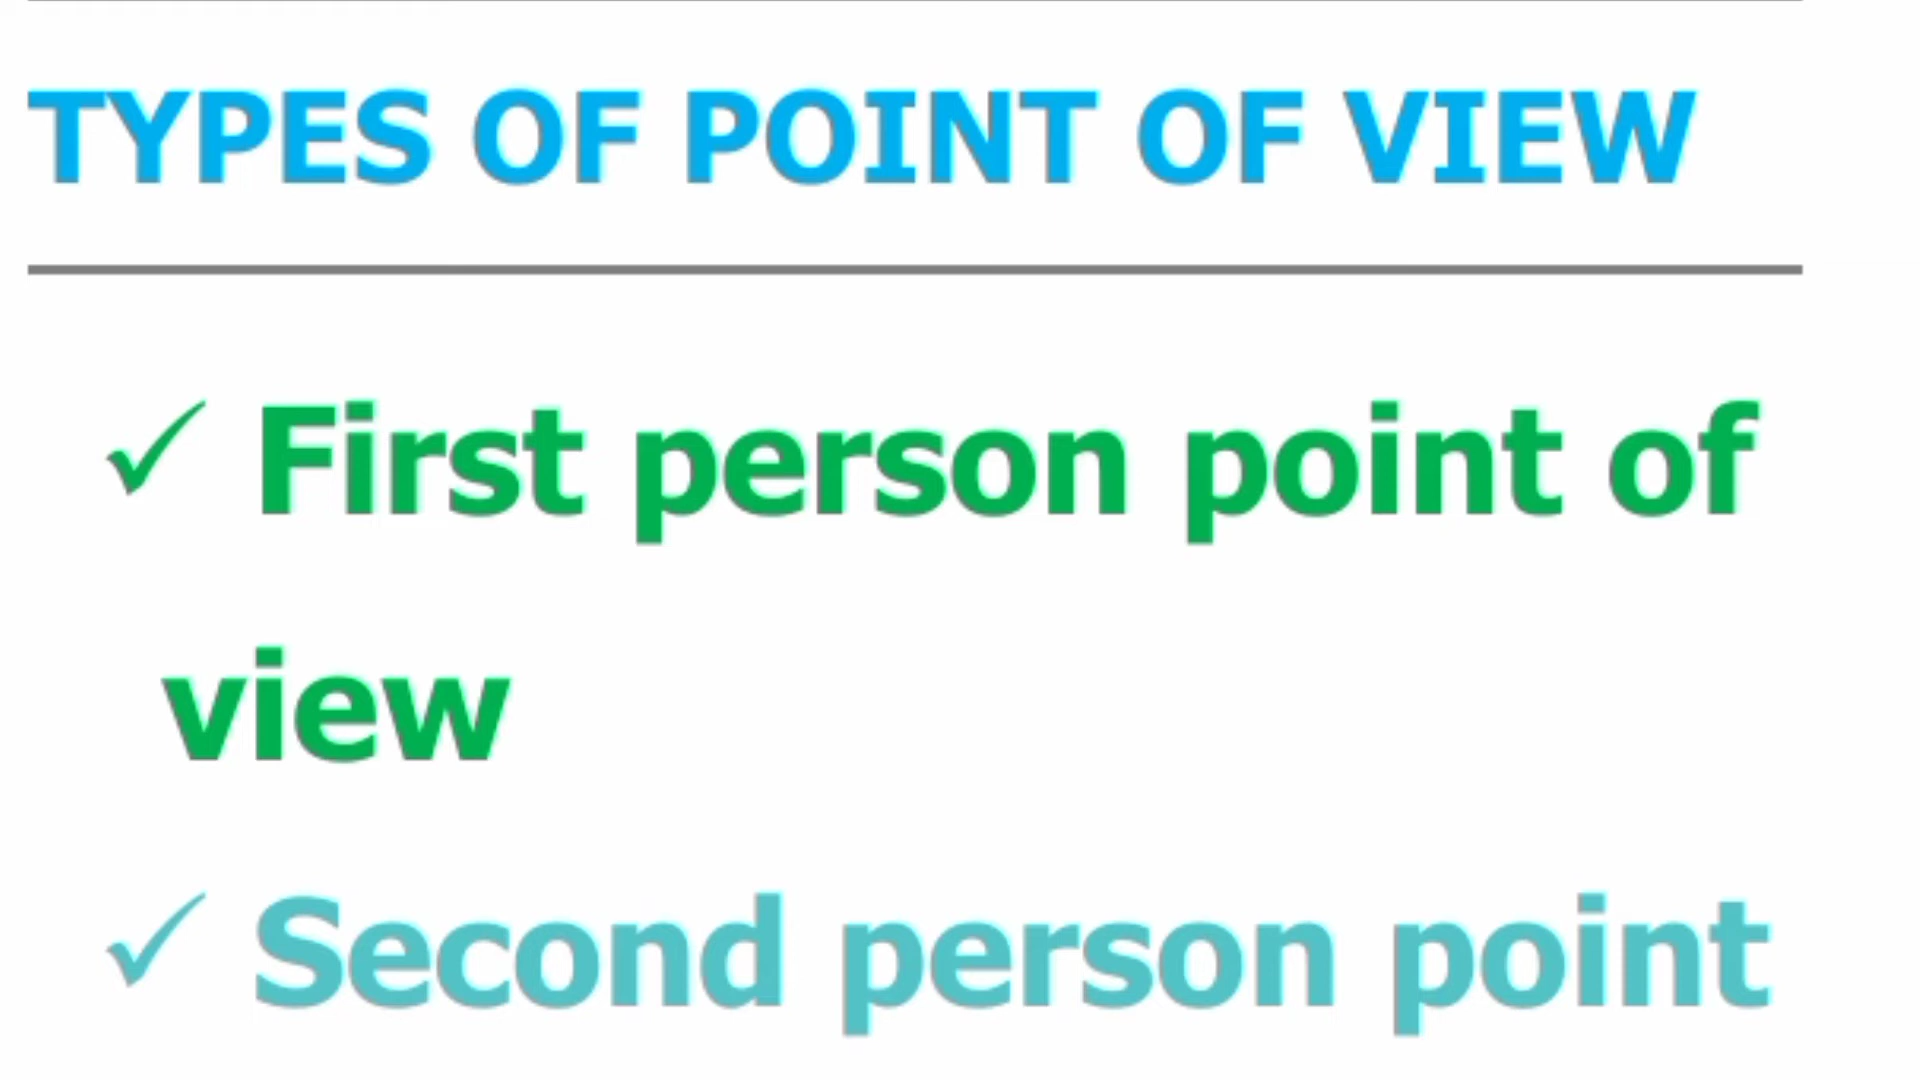 TYPES OF POINT OF VIEW
✓ First person point of
view
✓ Second person point